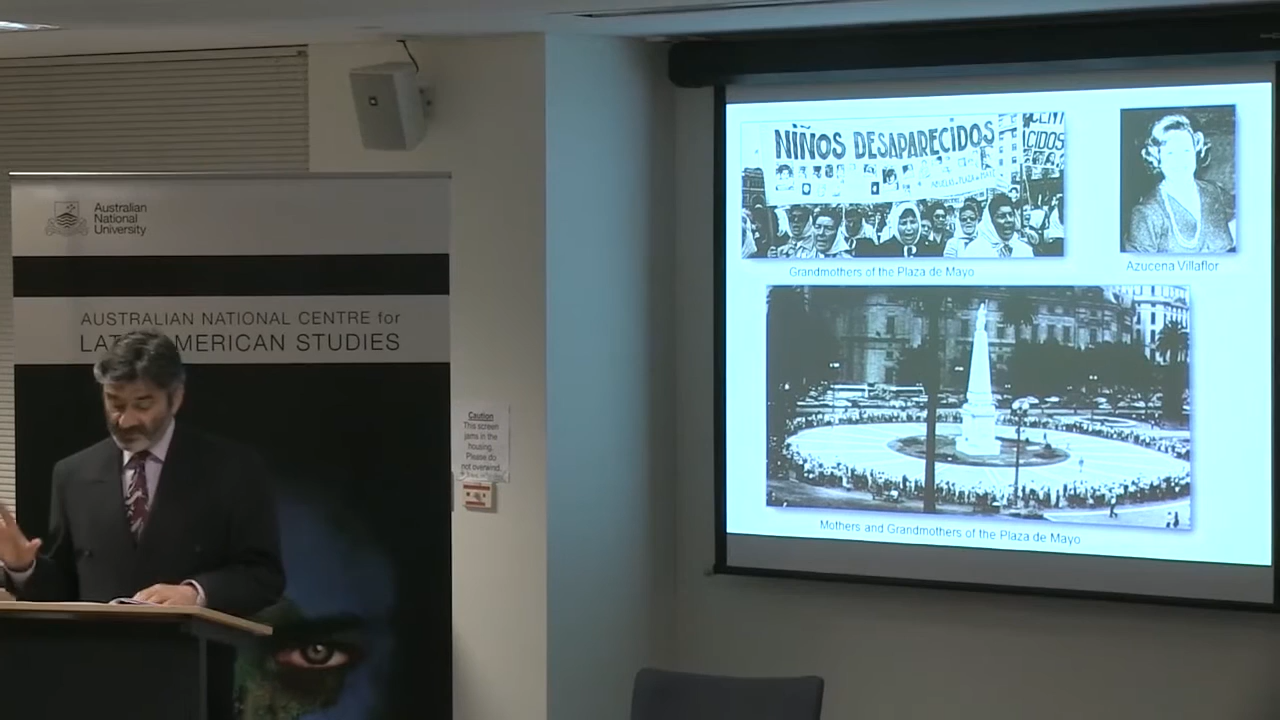 Australian
National
University
AUSTRALIAN NATIONAL CENTRE for
LAT AMERICAN STUDIES
Caution
This screen
jams in the
housing.
Please do
not overwind.
NIÑOS DESAPARECIDOS
CIDOS
Grandmothers of the Plaza de Mayo
Azucena Villaflor
Mothers and Grandmothers of the Plaza de Mayo